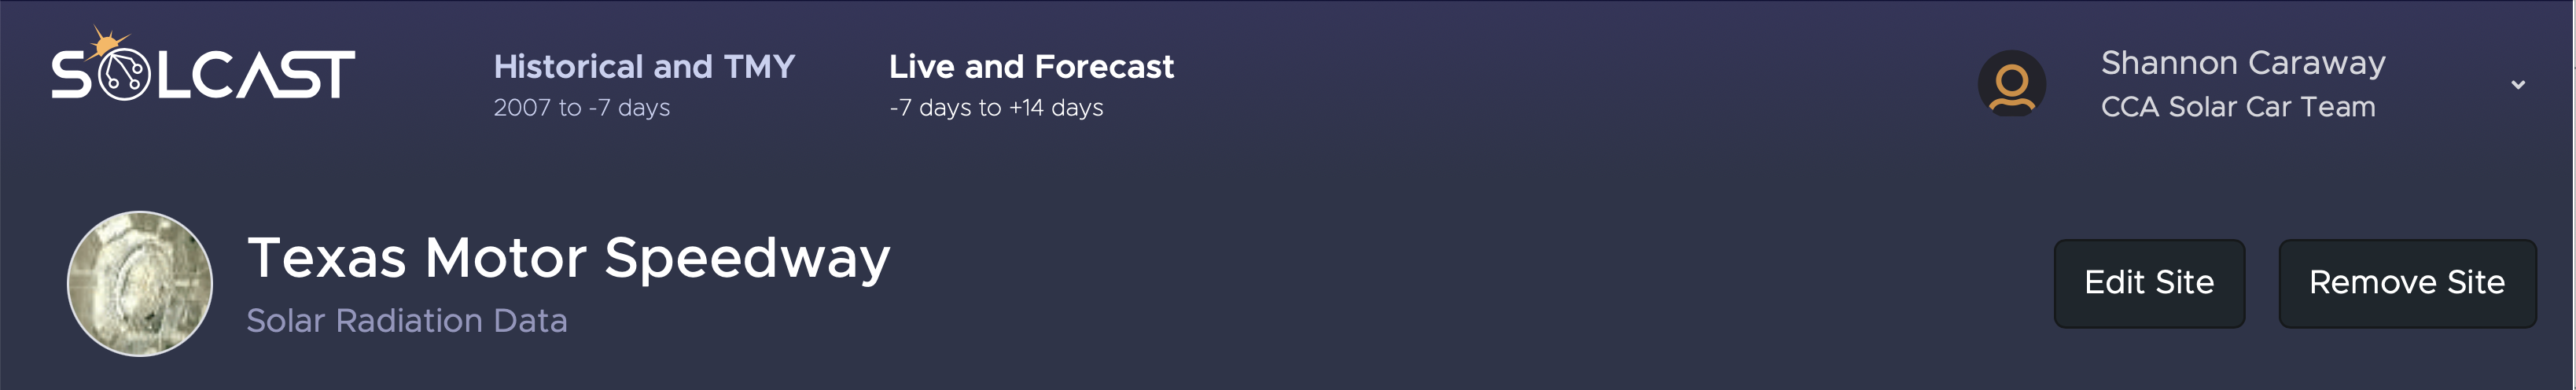 SOLCAST
Historical and TMY
2007 to -7 days
Live and Forecast
-7 days to +14 days
Shannon Caraway
CCA Solar Car Team
Texas Motor Speedway
Solar Radiation Data
Edit Site
Remove Site